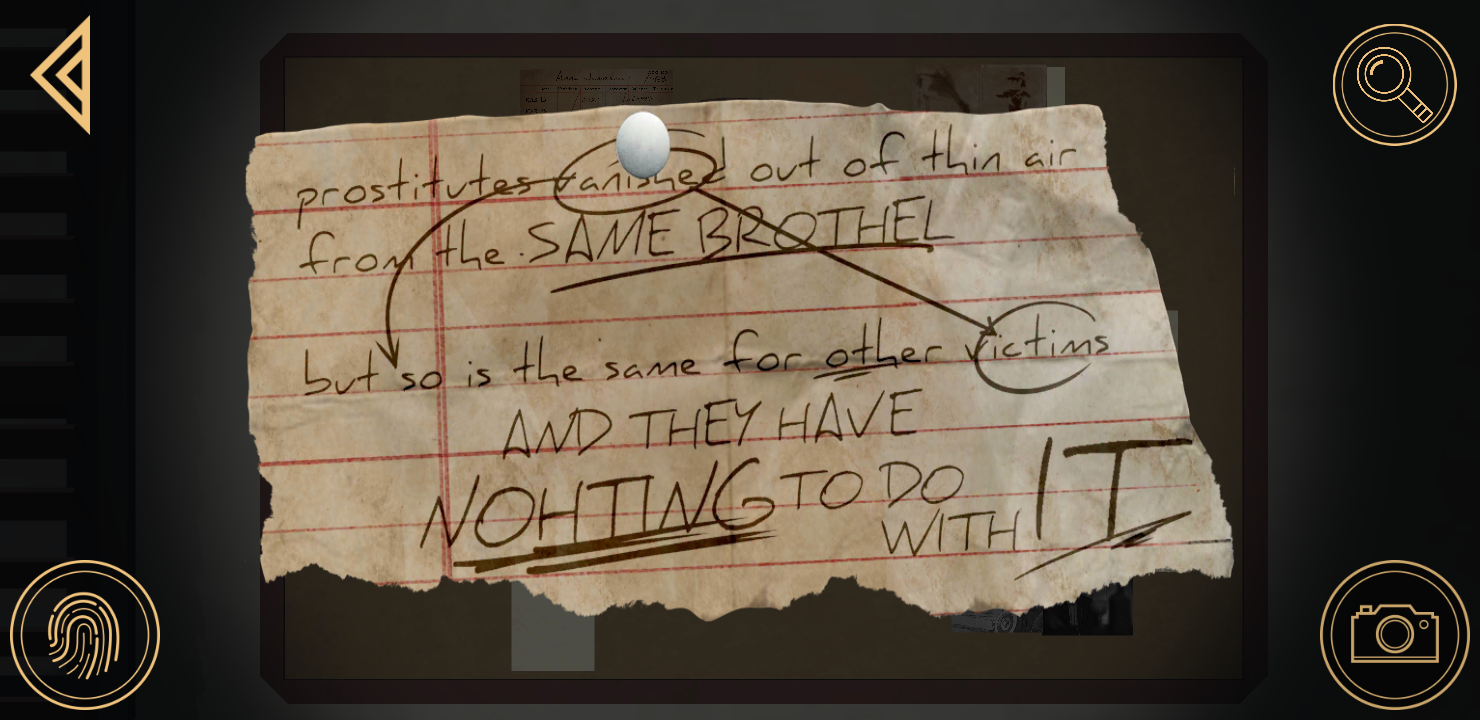 prostitutes vanished out of thin air
from the SAME BROTHEL
but so is the same for other victims
AND THEY HAVE
NOHTING TO DO
WITH IT